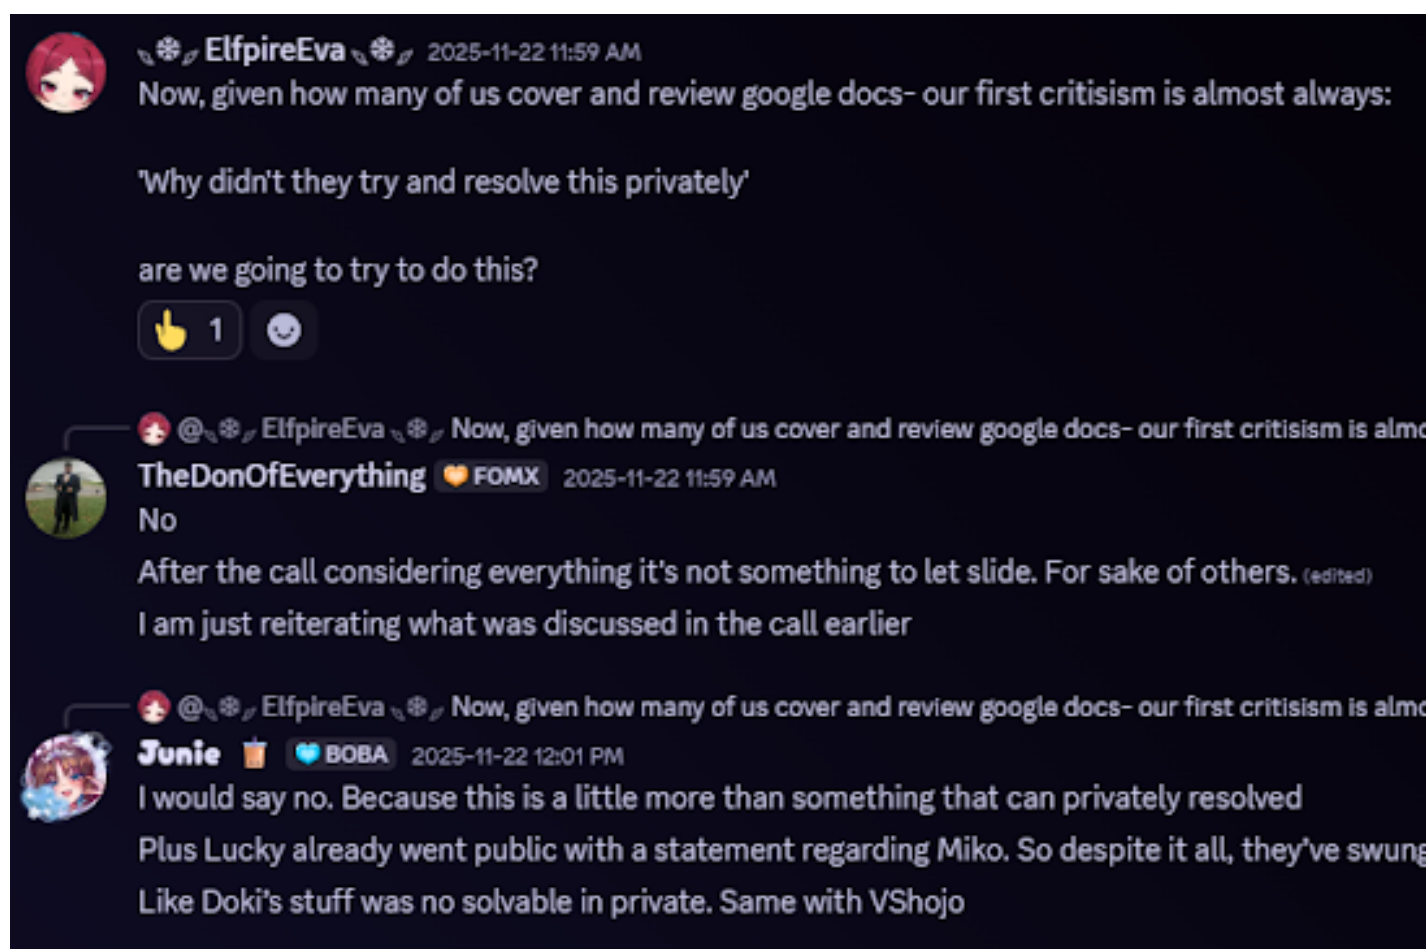 ElfpireEva 2025-11-22 11:59 AM
Now, given how many of us cover and review google docs- our first critisism is almost always:
'Why didn't they try and resolve this privately'
are we going to try to do this?
1
@ElfpireEva Now, given how many of us cover and review google docs- our first critisism is almo
TheDonOfEverything FOMX 2025-11-22 11:59 AM
No
After the call considering everything it's not something to let slide. For sake of others. (edited)
I am just reiterating what was discussed in the call earlier
@ElfpireEva Now, given how many of us cover and review google docs- our first critisism is almo
Junie BOBA 2025-11-22 12:01 PM
I would say no. Because this is a little more than something that can privately resolved
Plus Lucky already went public with a statement regarding Miko. So despite it all, they've swung
Like Doki's stuff was no solvable in private. Same with VShojo